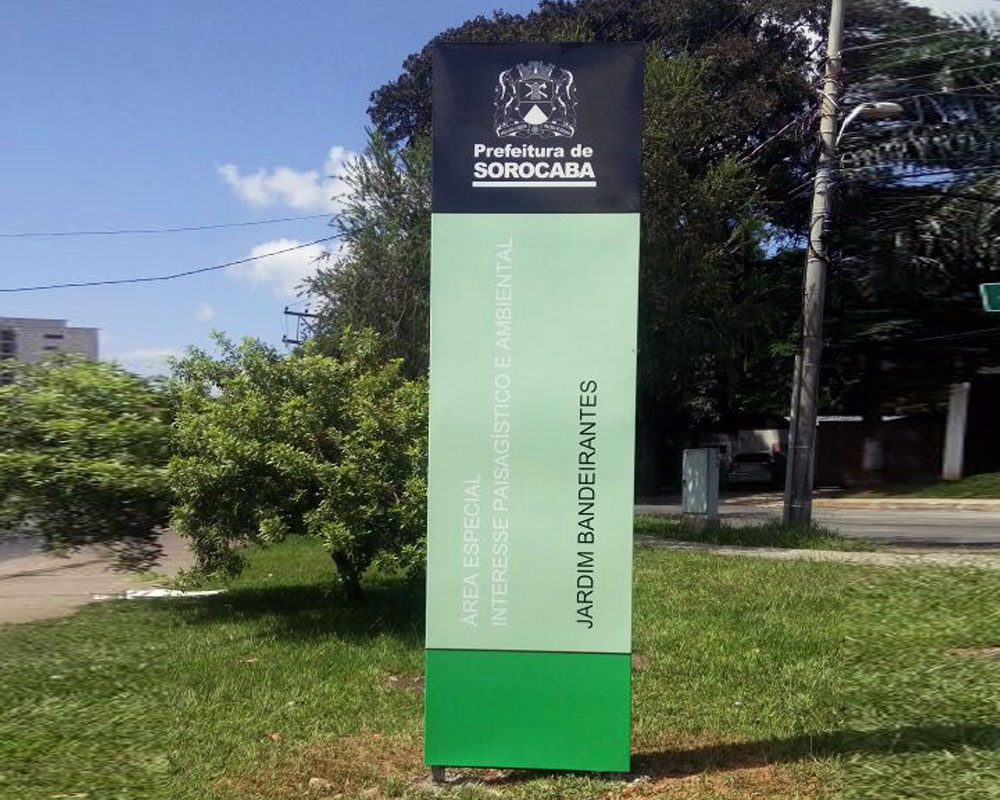 Prefeitura de
SOROCABA
ÁREA ESPECIAL
INTERESSE PAISAGÍSTICO E AMBIENTAL
JARDIM BANDEIRANTES